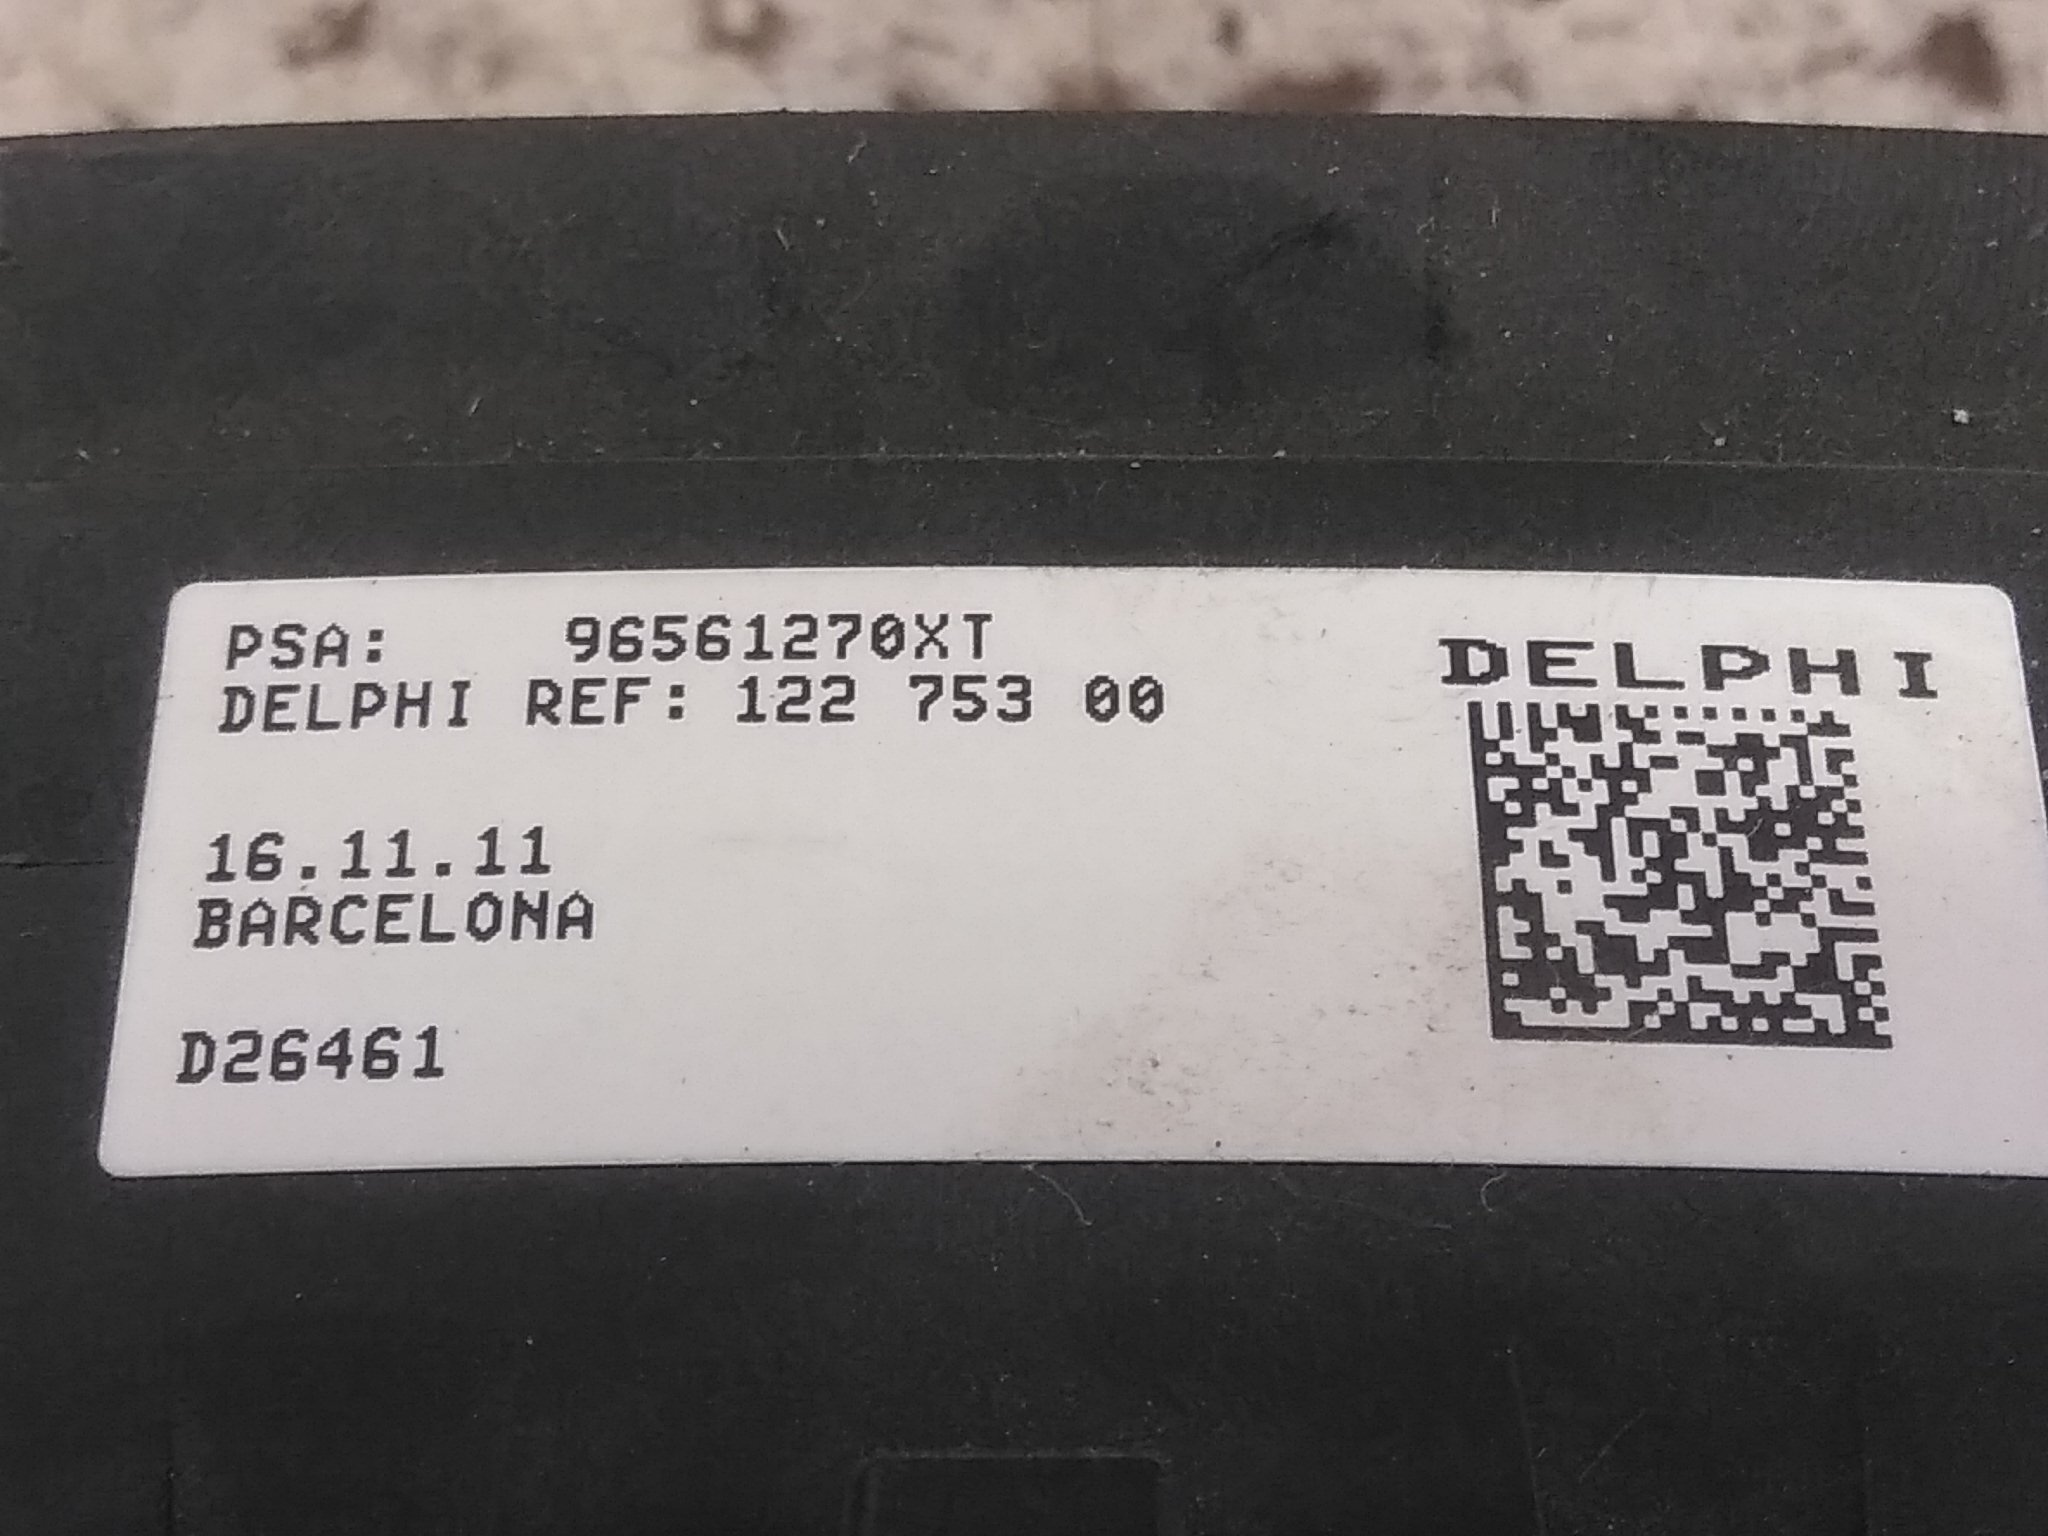 PSA: 96561270XT
DELPHI REF: 122 753 00
DELPHI
16.11.11
BARCELONA
D26461